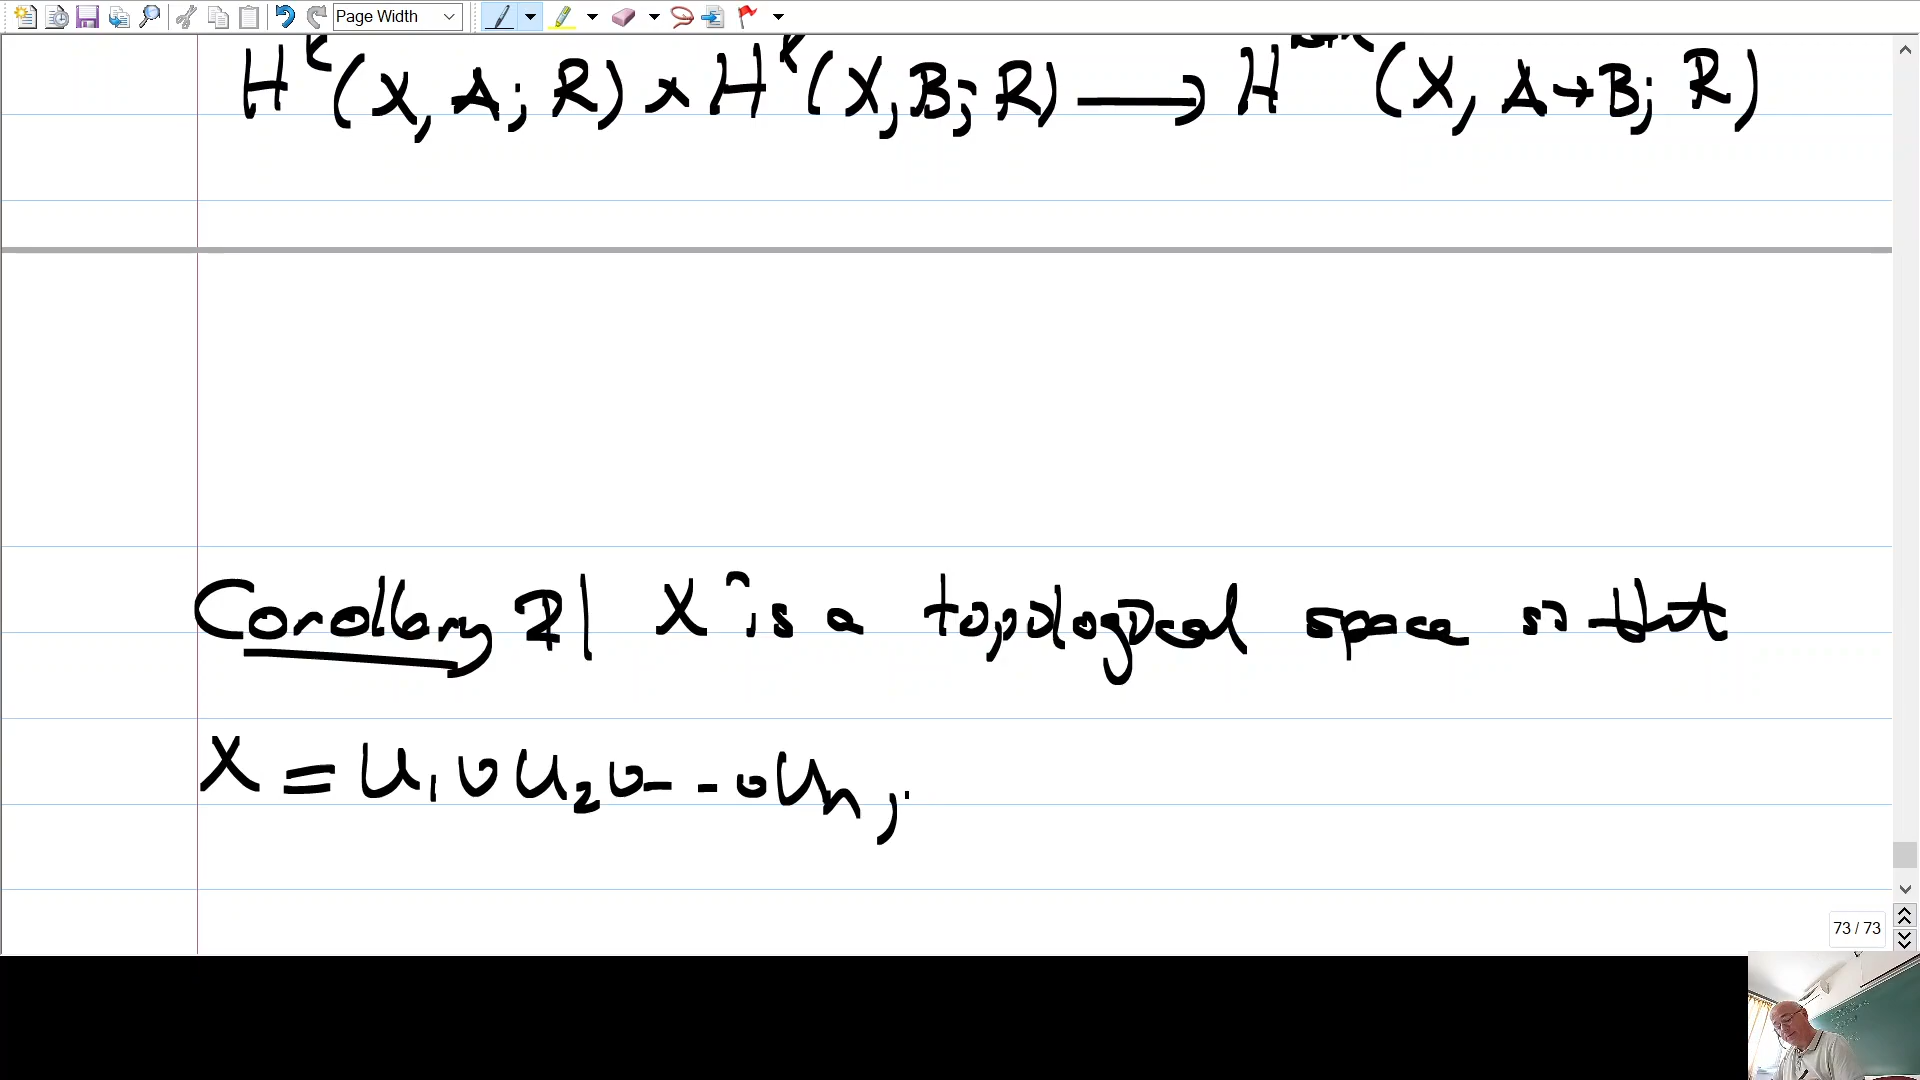 Page Width
H^k(X, A; R) × H^l(X, B; R) ⟶ H (X, A+B; R)
Corollary 2| X is a topological space so that
X = U₁ ∪ U₂ ∪ - - ∪ Uₙ,
73 / 73